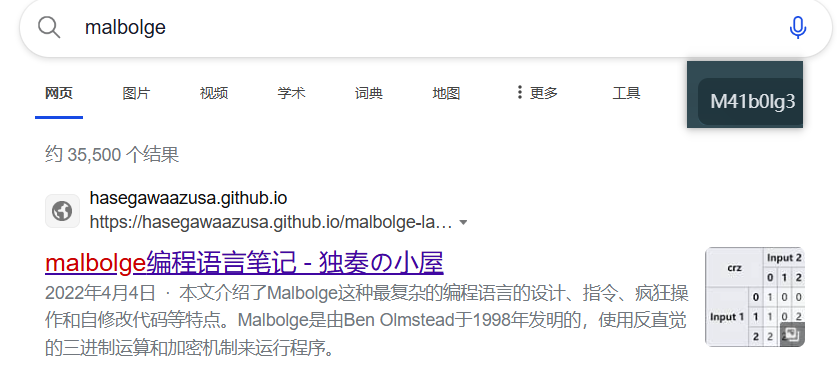 malbolge
网页 图片 视频 学术 词典 地图 更多 工具
M41b0lg3
约 35,500 个结果
hasegawaazusa.github.io
https://hasegawaazusa.github.io/malbolge-la…
malbolge编程语言笔记 - 独奏の小屋
2022年4月4日 · 本文介绍了Malbolge这种最复杂的编程语言的设计、指令、疯狂操
作和自修改代码等特点。Malbolge是由Ben Olmstead于1998年发明的，使用反直觉
的三进制运算和加密机制来运行程序。
crz Input 2
0 1 2
Input 1 0 1 0 0
1 1 0 2
2 2